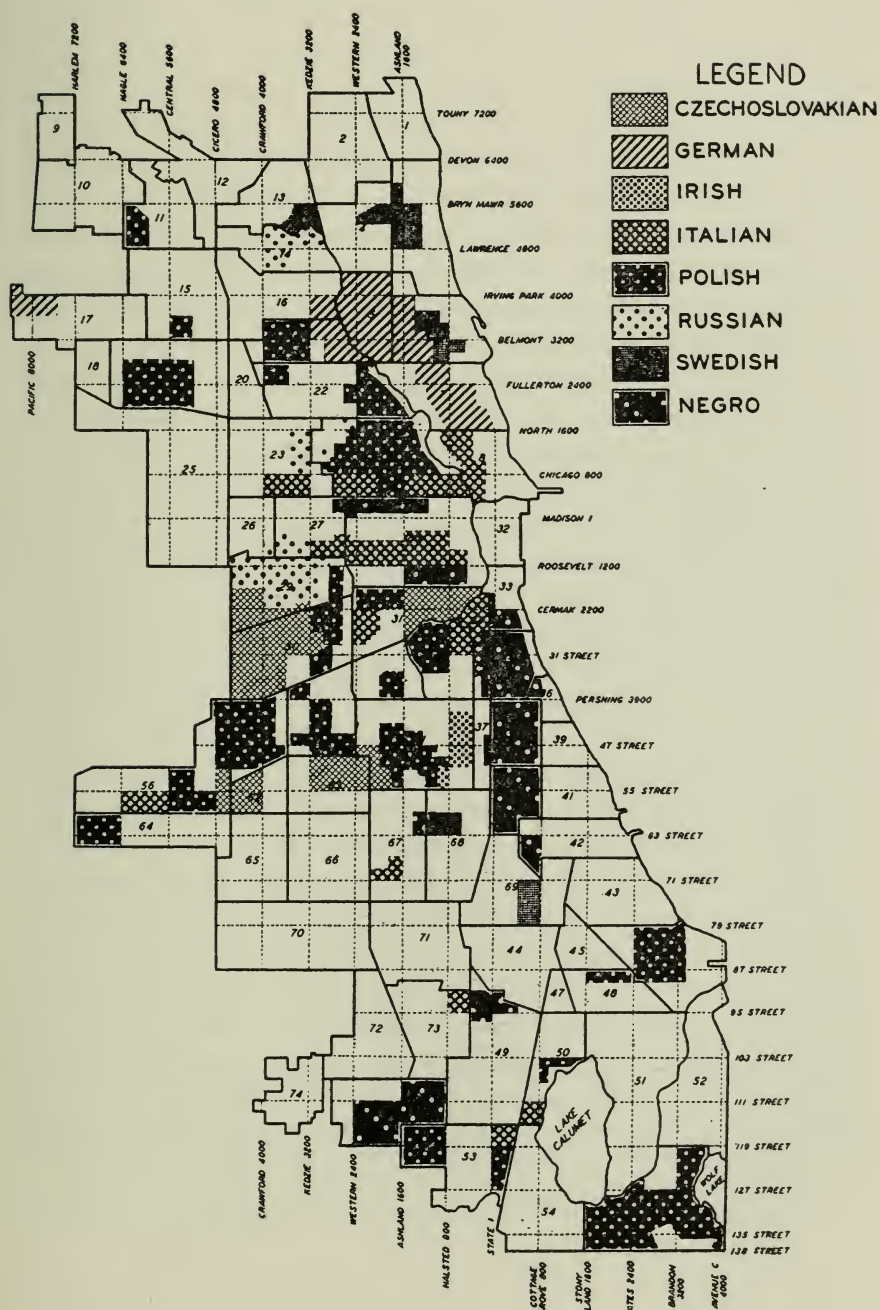 HARLEM 7200
NAGLE 6400
CENTRAL 5600
CICERO 4800
CRAWFORD 4000
KEDZIE 3200
WESTERN 2400
ASHLAND 1600
LEGEND
CZECHOSLOVAKIAN
GERMAN
IRISH
ITALIAN
POLISH
RUSSIAN
SWEDISH
NEGRO
TOUHY 7200
DEVON 6400
BRYN MAWR 5600
LAWRENCE 4800
IRVING PARK 4000
BELMONT 3200
FULLERTON 2400
NORTH 1600
CHICAGO 800
MADISON 1
ROOSEVELT 1200
CERMAK 2200
31 STREET
PERSHING 3900
47 STREET
55 STREET
63 STREET
71 STREET
79 STREET
87 STREET
95 STREET
103 STREET
111 STREET
119 STREET
127 STREET
135 STREET
138 STREET
PACIFIC 8000
9
2
1
10
12
13
11
14
15
16
17
18
20
22
23
25
26
27
32
33
31
37
39
41
42
56
64
65
66
67
68
69
43
70
71
44
45
47
48
72
73
49
50
51
52
74
53
54
LAKE
CALUMET
WOLF
LAKE
CRAWFORD 4000
KEDZIE 3200
WESTERN 2400
ASHLAND 1600
HALSTED 800
STATE 1
COTTAGE
GROVE 800
STONY
ISLAND 1600
YATES 2400
BRANDON
3200
AVENUE C
4000